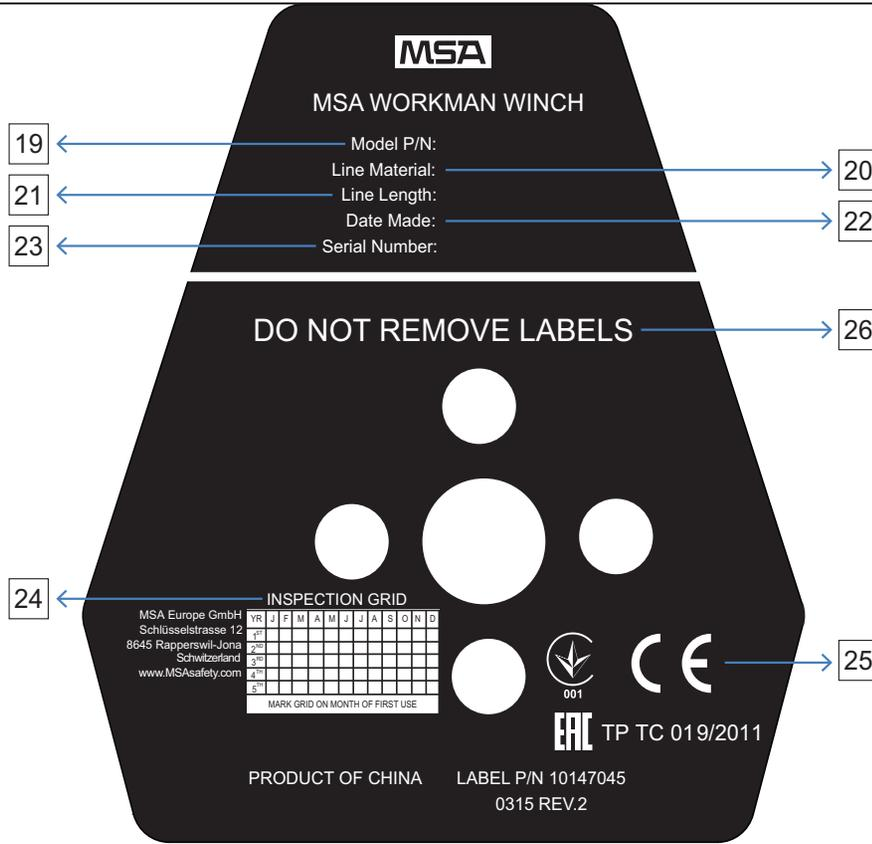 MSA
MSA WORKMAN WINCH
19
Model P/N:
Line Material:
20
21
Line Length:
Date Made:
22
23
Serial Number:
DO NOT REMOVE LABELS
26
24
INSPECTION GRID
MSA Europe GmbH
Schlüsselstrasse 12
8645 Rapperswil-Jona
Schwitzerland
www.MSAsafety.com
YR J F M A M J J A S O N D
1ST
2ND
3RD
4TH
5TH
MARK GRID ON MONTH OF FIRST USE
001
CE
25
EAC TP TC 019/2011
PRODUCT OF CHINA
LABEL P/N 10147045
0315 REV.2